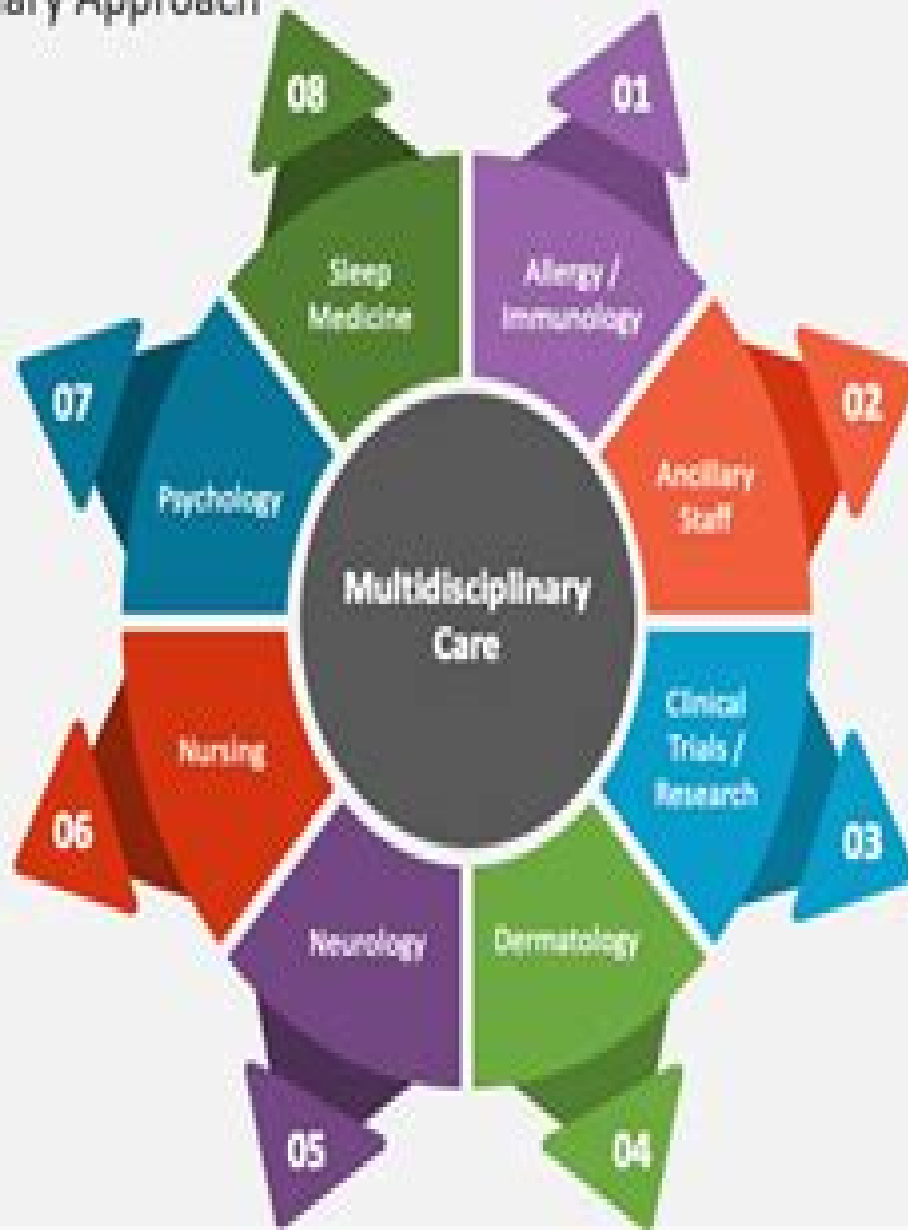 Approach
08
01
Sleep
Medicine
Allergy /
Immunology
07
02
Psychology
Ancillary
Staff
Multidisciplinary
Care
Nursing
Clinical
Trials /
Research
06
03
Neurology
Dermatology
05
04